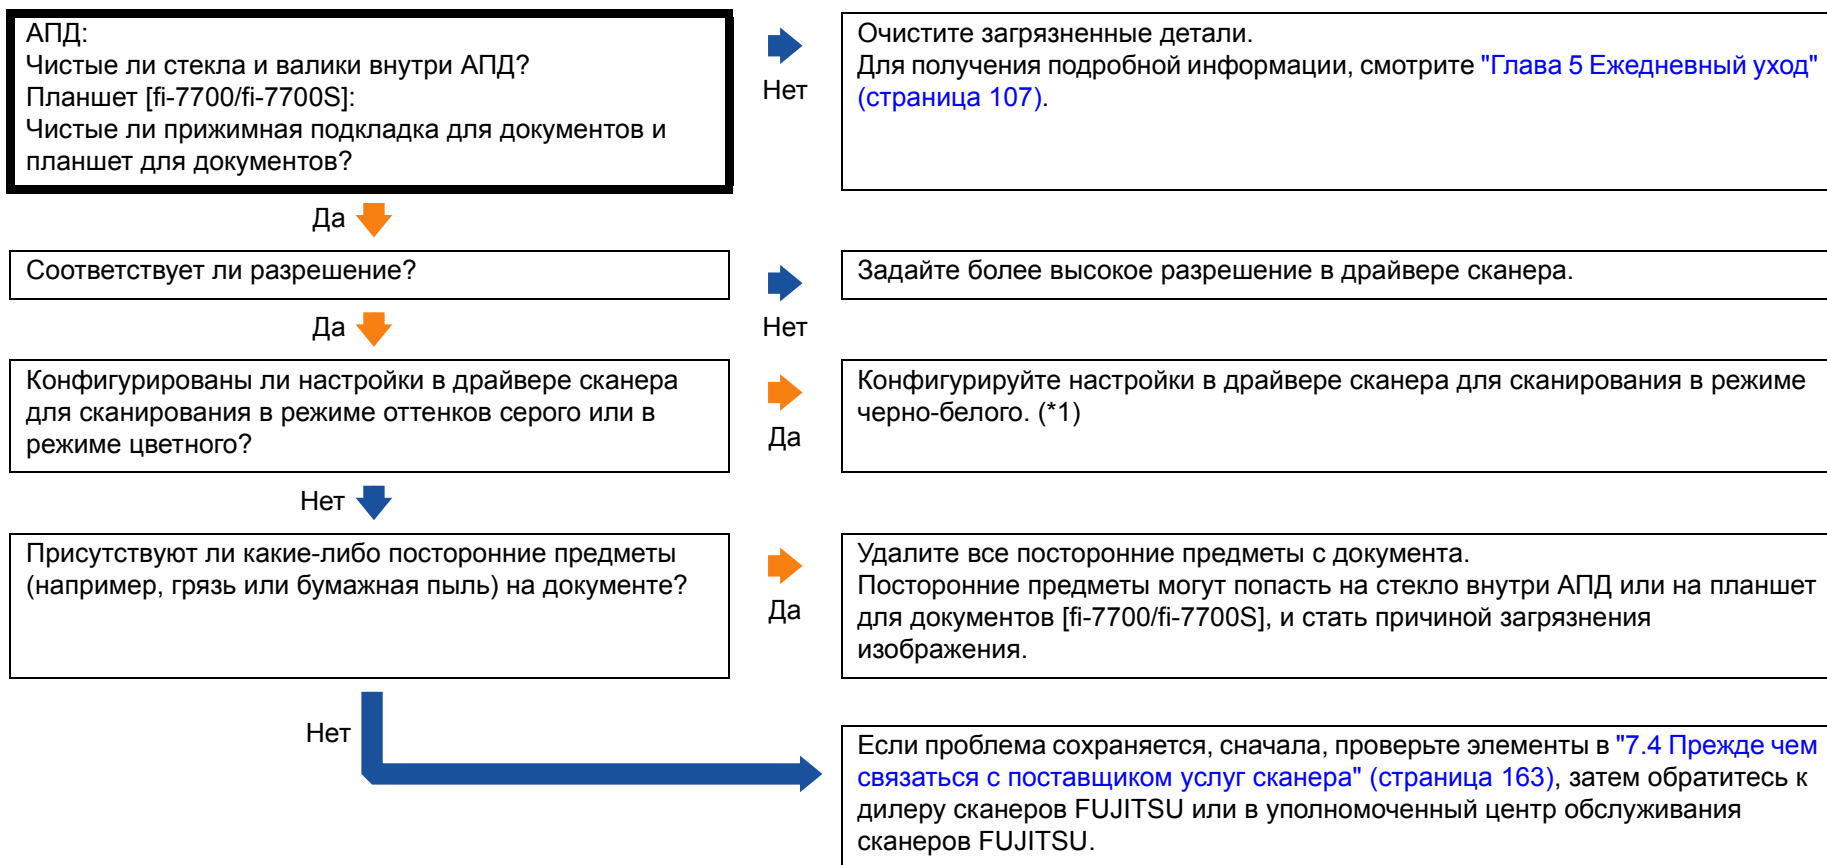 АПД:
Чистые ли стекла и валики внутри АПД?
Планшет [fi-7700/fi-7700S]:
Чистые ли прижимная подкладка для документов и
планшет для документов?
Нет
Очистите загрязненные детали.
Для получения подробной информации, смотрите "Глава 5 Ежедневный уход"
(страница 107).
Да
Соответствует ли разрешение?
Нет
Задайте более высокое разрешение в драйвере сканера.
Да
Конфигурированы ли настройки в драйвере сканера
для сканирования в режиме оттенков серого или в
режиме цветного?
Да
Конфигурируйте настройки в драйвере сканера для сканирования в режиме
черно-белого. (*1)
Нет
Присутствуют ли какие-либо посторонние предметы
(например, грязь или бумажная пыль) на документе?
Да
Удалите все посторонние предметы с документа.
Посторонние предметы могут попасть на стекло внутри АПД или на планшет
для документов [fi-7700/fi-7700S], и стать причиной загрязнения
изображения.
Нет
Если проблема сохраняется, сначала, проверьте элементы в "7.4 Прежде чем
связаться с поставщиком услуг сканера" (страница 163), затем обратитесь к
дилеру сканеров FUJITSU или в уполномоченный центр обслуживания
сканеров FUJITSU.